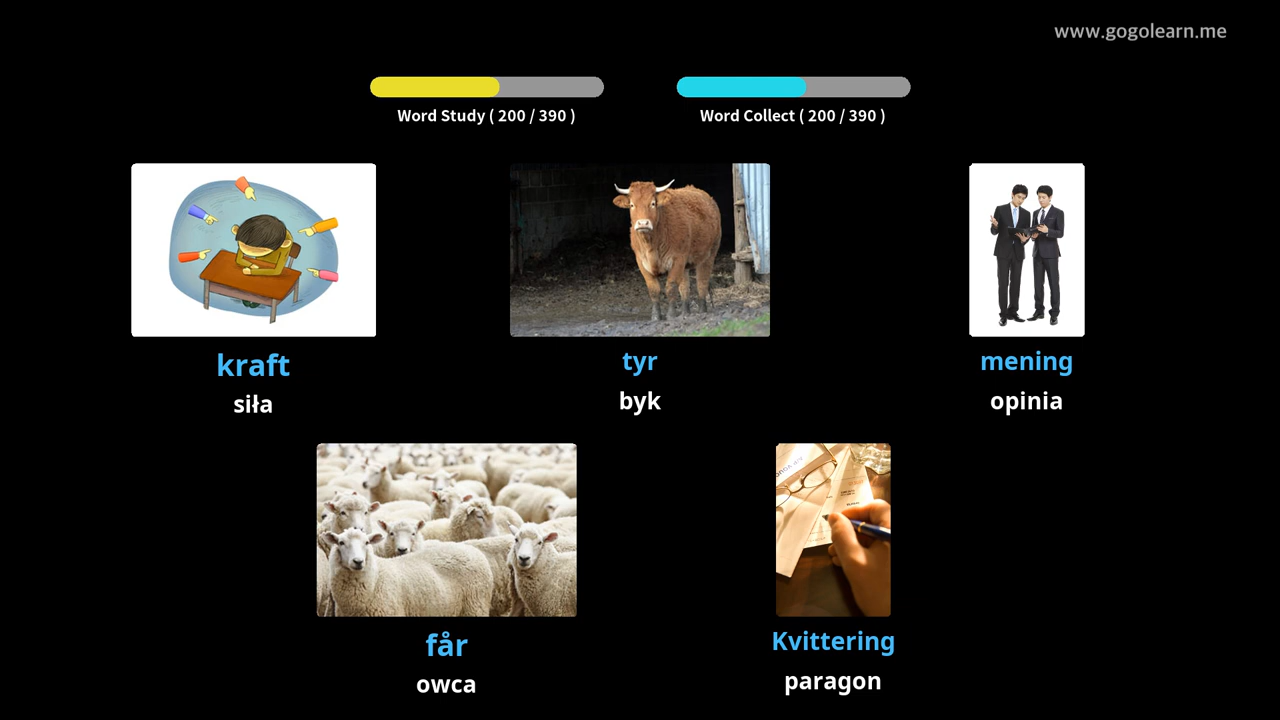 www.gogolearn.me
Word Study ( 200 / 390 )
Word Collect ( 200 / 390 )
kraft
siła
tyr
byk
mening
opinia
får
owca
Kvittering
paragon